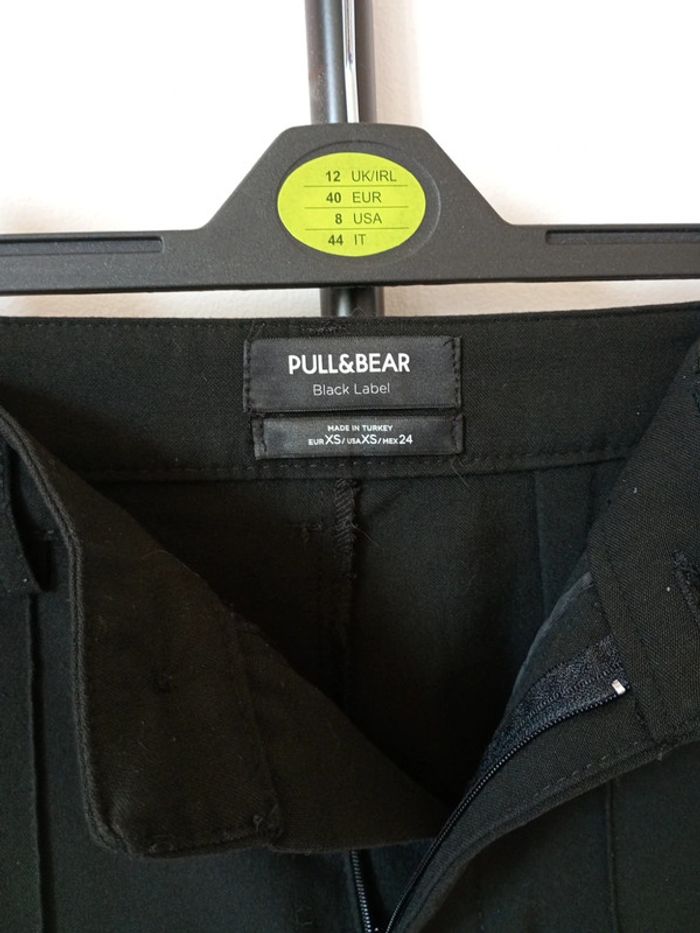 12 UK/IRL
40 EUR
8 USA
44 IT
PULL&BEAR
Black Label
MADE IN TURKEY
EUR XS / USA XS / MEX 24